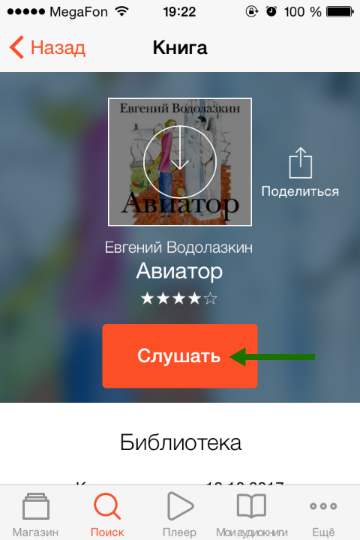 MegaFon 19:22 100 %
Назад Книга
Евгений Водолазкин
Авиатор
Поделиться
Евгений Водолазкин
Авиатор
Слушать
Библиотека
Магазин Поиск Плеер Мои аудиокниги Ещё